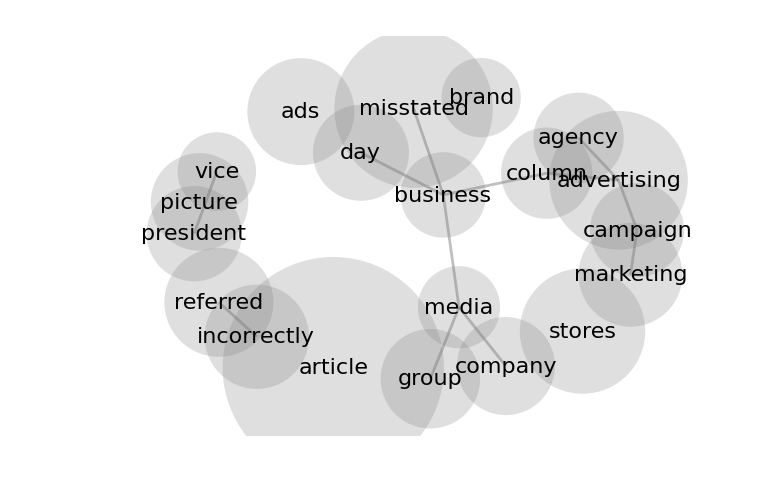 brand
misstated
ads
agency
day
vice
column
advertising
business
picture
campaign
president
marketing
referred
media
stores
incorrectly
article
company
group